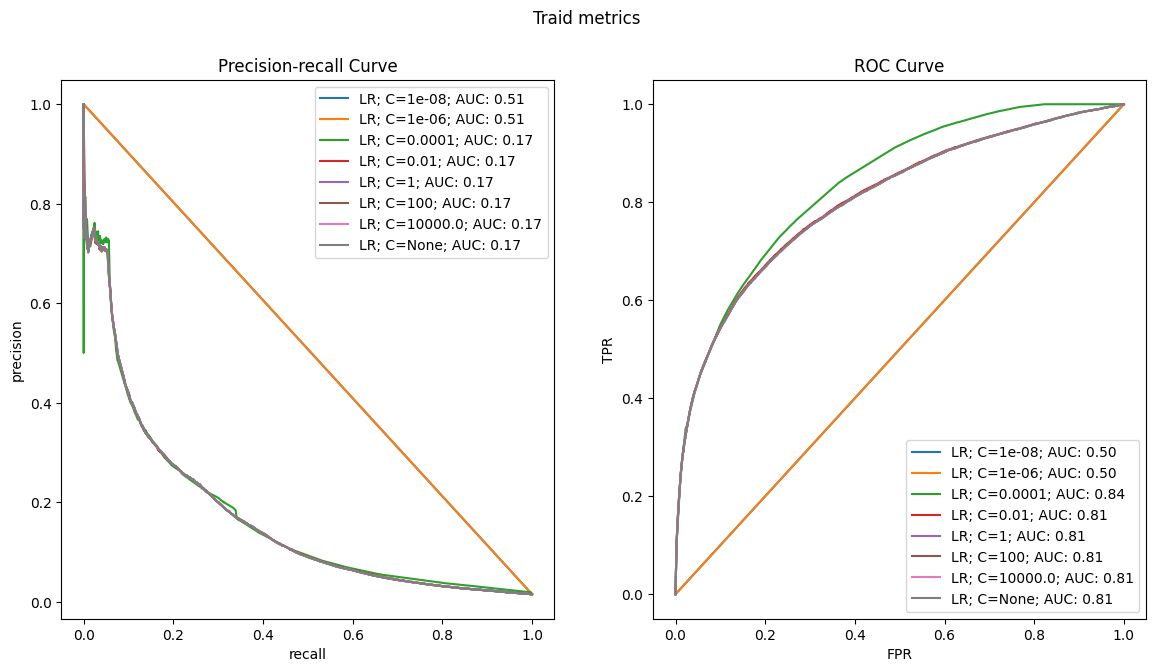 Traid metrics
Precision-recall Curve
precision
1.0
0.8
0.6
0.4
0.2
0.0
0.0 0.2 0.4 0.6 0.8 1.0
recall
LR; C=1e-08; AUC: 0.51
LR; C=1e-06; AUC: 0.51
LR; C=0.0001; AUC: 0.17
LR; C=0.01; AUC: 0.17
LR; C=1; AUC: 0.17
LR; C=100; AUC: 0.17
LR; C=10000.0; AUC: 0.17
LR; C=None; AUC: 0.17
ROC Curve
TPR
1.0
0.8
0.6
0.4
0.2
0.0
0.0 0.2 0.4 0.6 0.8 1.0
FPR
LR; C=1e-08; AUC: 0.50
LR; C=1e-06; AUC: 0.50
LR; C=0.0001; AUC: 0.84
LR; C=0.01; AUC: 0.81
LR; C=1; AUC: 0.81
LR; C=100; AUC: 0.81
LR; C=10000.0; AUC: 0.81
LR; C=None; AUC: 0.81